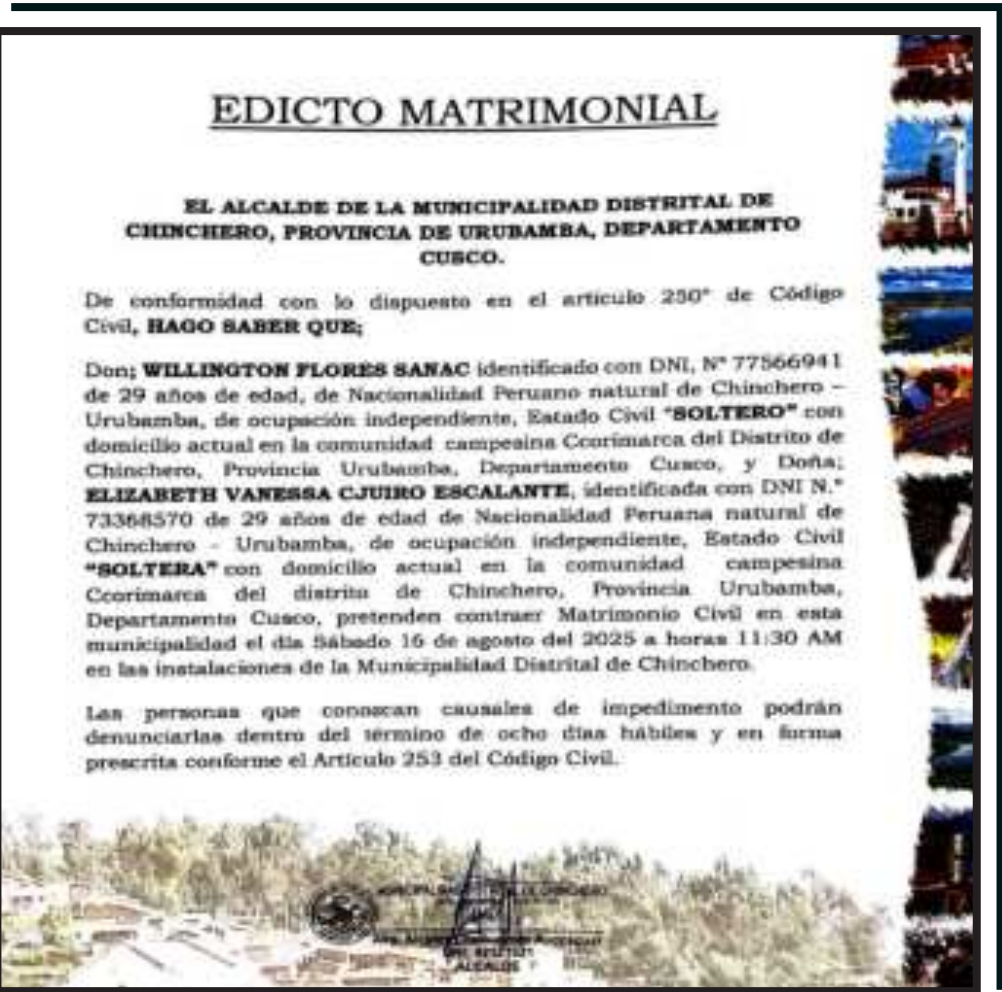 EDICTO MATRIMONIAL
EL ALCALDE DE LA MUNICIPALIDAD DISTRITAL DE
CHINCHERO, PROVINCIA DE URUBAMBA, DEPARTAMENTO
CUSCO.
De conformidad con lo dispuesto en el artículo 250° de Código
Civil, HAGO SABER QUE;
Don; WILLINGTON FLORES SANAC identificado con DNI, N° 77566941
de 29 años de edad, de Nacionalidad Peruano natural de Chinchero –
Urubamba, de ocupación independiente, Estado Civil "SOLTERO" con
domicilio actual en la comunidad campesina Ccorimarca del Distrito de
Chinchero, Provincia Urubamba, Departamento Cusco, y Doña;
ELIZABETH VANESSA CJUIRO ESCALANTE, identificada con DNI N.°
73368570 de 29 años de edad de Nacionalidad Peruana natural de
Chinchero - Urubamba, de ocupación independiente, Estado Civil
"SOLTERA" con domicilio actual en la comunidad campesina
Ccorimarca del distrito de Chinchero, Provincia Urubamba,
Departamento Cusco, pretenden contraer Matrimonio Civil en esta
municipalidad el día Sábado 16 de agosto del 2025 a horas 11:30 AM
en las instalaciones de la Municipalidad Distrital de Chinchero.
Las personas que conozcan causales de impedimento podrán
denunciarlas dentro del término de ocho días hábiles y en forma
prescrita conforme el Artículo 253 del Código Civil.
DE CHINCHERO
ALCALDE